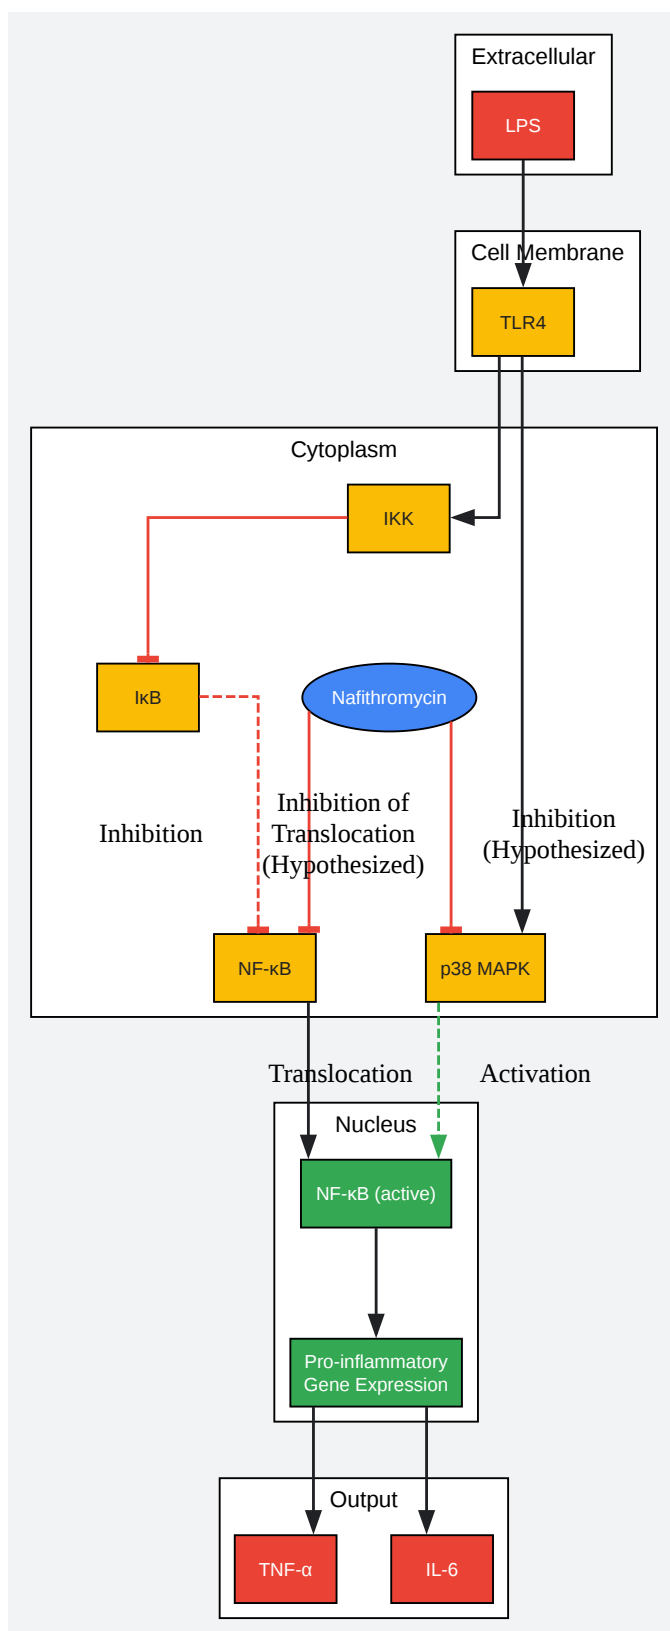 Extracellular
LPS
Cell Membrane
TLR4
Cytoplasm
IKK
IκB
Nafithromycin
Inhibition
Inhibition of
Translocation
(Hypothesized)
Inhibition
(Hypothesized)
NF-κB
p38 MAPK
Translocation
Activation
Nucleus
NF-κB (active)
Pro-inflammatory
Gene Expression
Output
TNF-α
IL-6